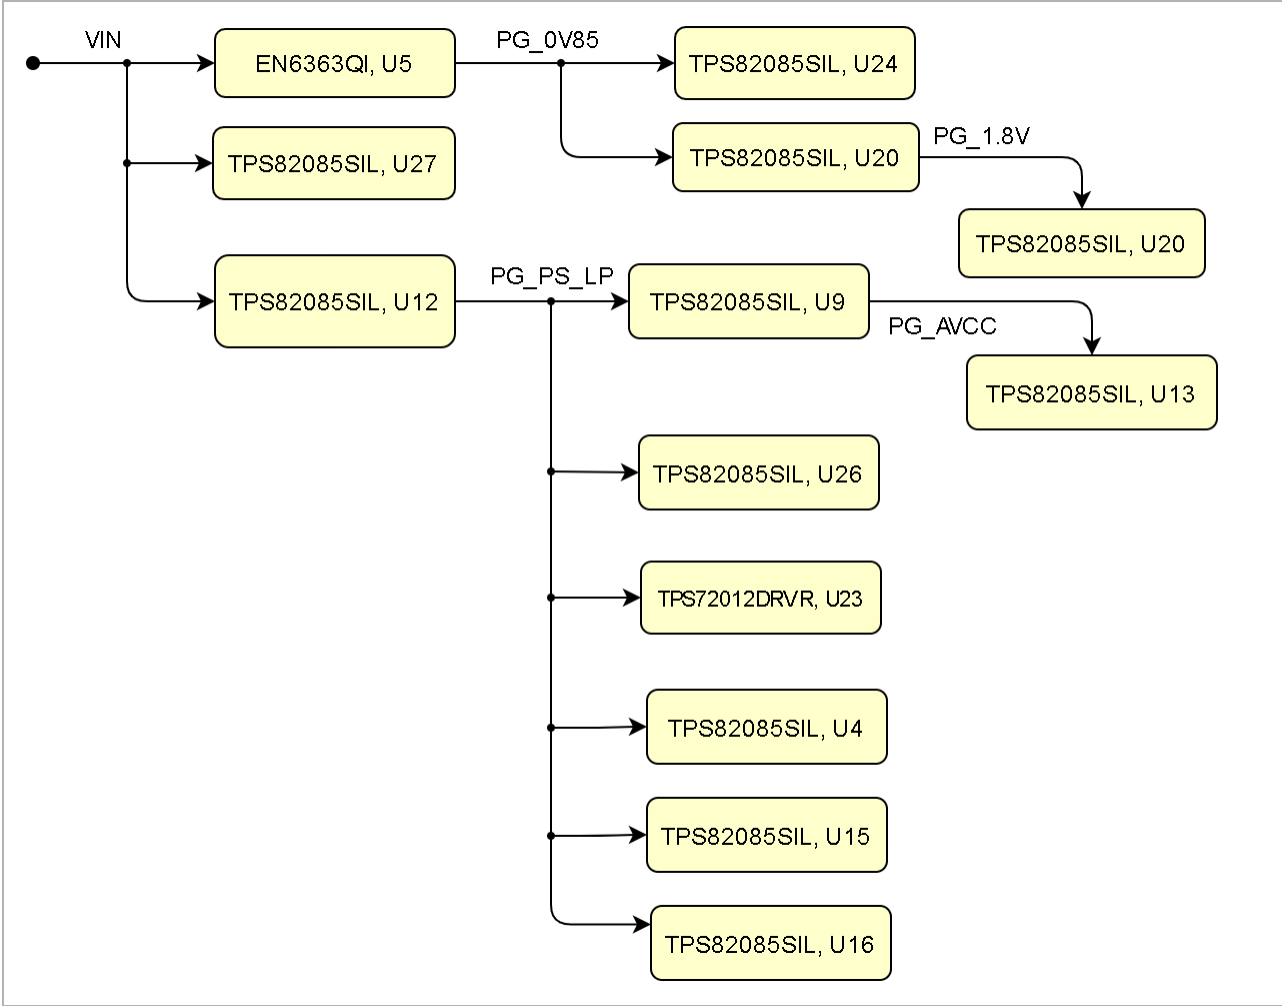 VIN
EN6363QI, U5
PG_0V85
TPS82085SIL, U24
TPS82085SIL, U27
TPS82085SIL, U20
PG_1.8V
TPS82085SIL, U20
TPS82085SIL, U12
PG_PS_LP
TPS82085SIL, U9
PG_AVCC
TPS82085SIL, U13
TPS82085SIL, U26
TPS72012DRVR, U23
TPS82085SIL, U4
TPS82085SIL, U15
TPS82085SIL, U16